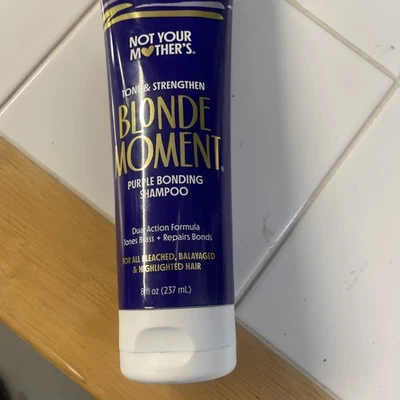 NOT YOUR
MOTHER'S®
TONE & STRENGTHEN
BLONDE
MOMENT®
PURPLE BONDING
SHAMPOO
Dual Action Formula
Tones Brass + Repairs Bonds
FOR ALL BLEACHED, BALAYAGED
& HIGHLIGHTED HAIR
8 fl oz (237 mL)